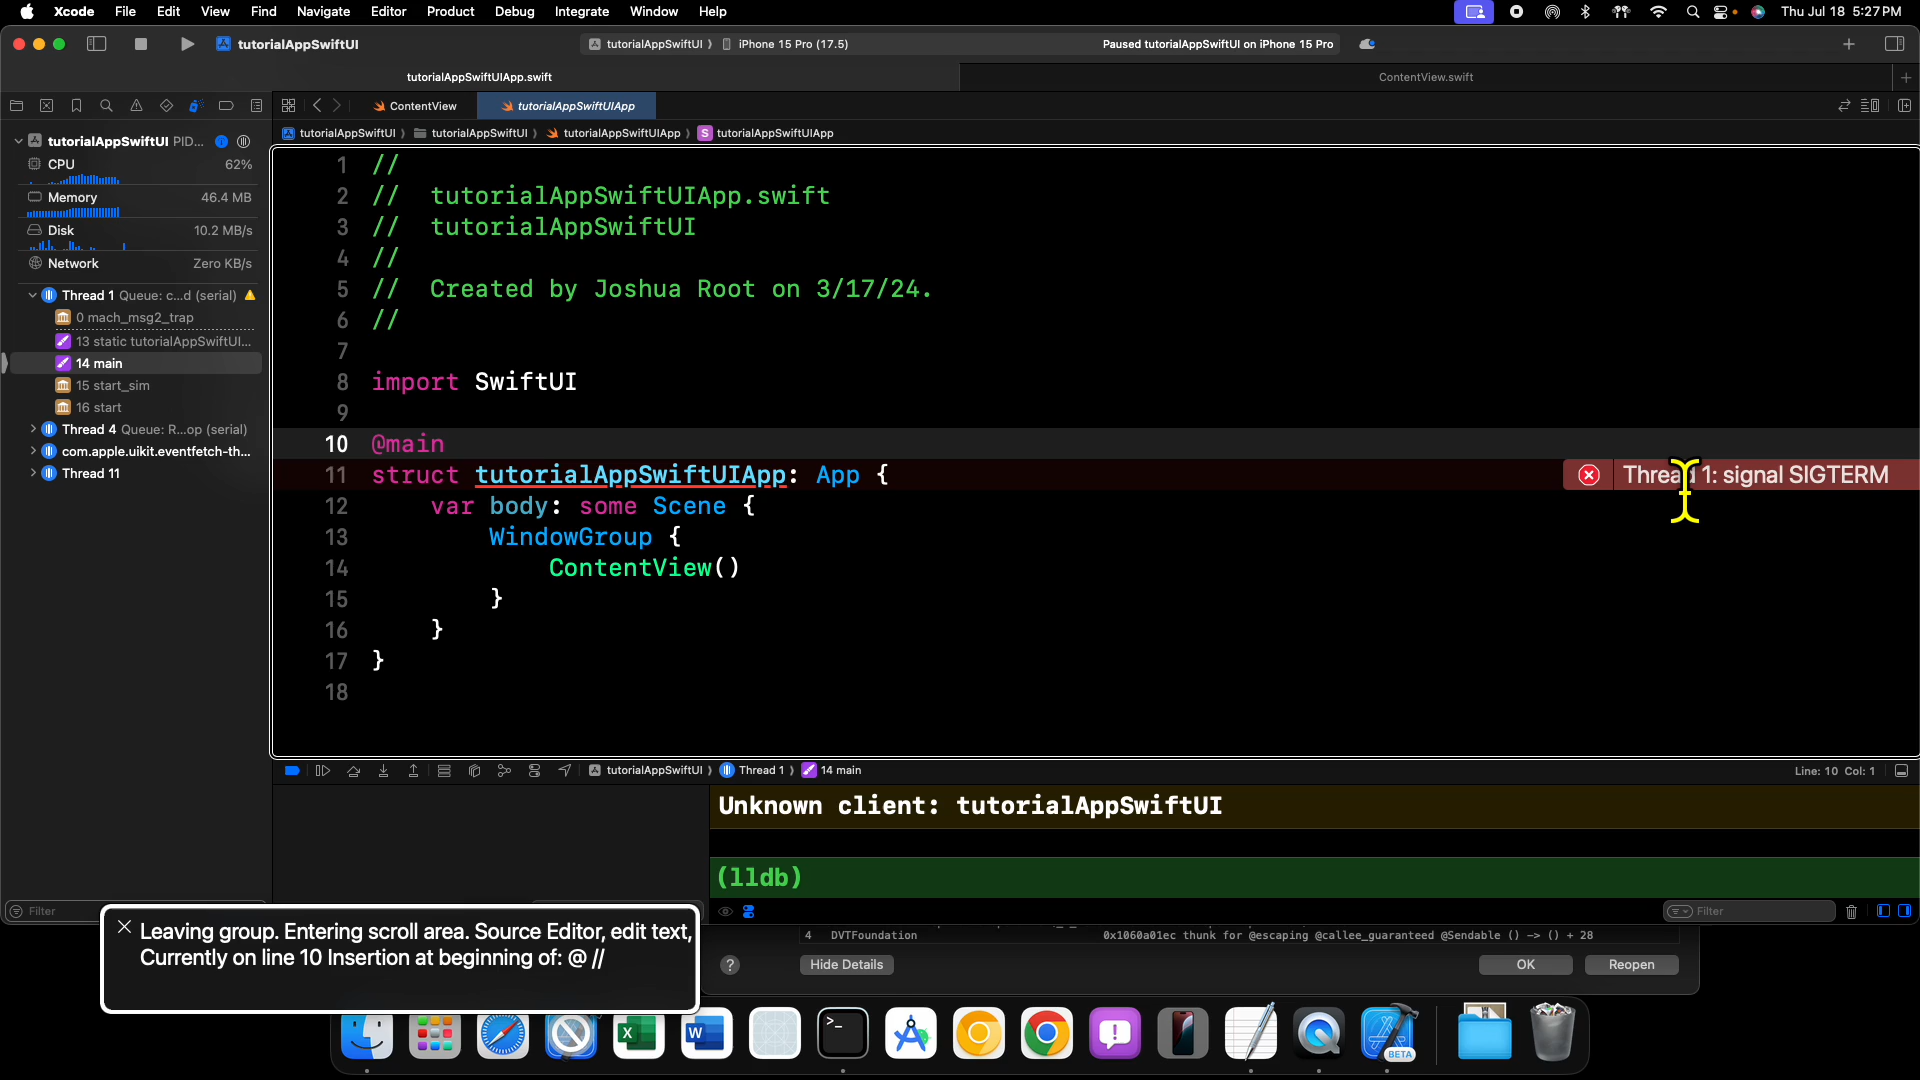 Xcode File Edit View Find Navigate Editor Product Debug Integrate Window Help
Thu Jul 18 5:27 PM
tutorialAppSwiftUI
tutorialAppSwiftUI 〉 iPhone 15 Pro (17.5)
Paused tutorialAppSwiftUI on iPhone 15 Pro
tutorialAppSwiftUIApp.swift
ContentView.swift
ContentView
tutorialAppSwiftUIApp
tutorialAppSwiftUI 〉 tutorialAppSwiftUI 〉 tutorialAppSwiftUIApp 〉 S tutorialAppSwiftUIApp
tutorialAppSwiftUI PID...
CPU 62%
Memory 46.4 MB
Disk 10.2 MB/s
Network Zero KB/s
Thread 1 Queue: c...d (serial)
0 mach_msg2_trap
13 static tutorialAppSwiftUI...
14 main
15 start_sim
16 start
Thread 4 Queue: R...op (serial)
com.apple.uikit.eventfetch-th...
Thread 11
Filter
1 //
2 //  tutorialAppSwiftUIApp.swift
3 //  tutorialAppSwiftUI
4 //
5 //  Created by Joshua Root on 3/17/24.
6 //
7
8 import SwiftUI
9
10 @main
11 struct tutorialAppSwiftUIApp: App {
Thread 1: signal SIGTERM
12     var body: some Scene {
13         WindowGroup {
14             ContentView()
15         }
16     }
17 }
18
tutorialAppSwiftUI 〉 Thread 1 〉 14 main
Line: 10 Col: 1
Unknown client: tutorialAppSwiftUI
(lldb)
Filter
4 DVTFoundation 0x1060a01ec thunk for @escaping @callee_guaranteed @Sendable () -> () + 28
? Hide Details OK Reopen
Leaving group. Entering scroll area. Source Editor, edit text,
Currently on line 10 Insertion at beginning of: @ //
X
W
>_
BETA